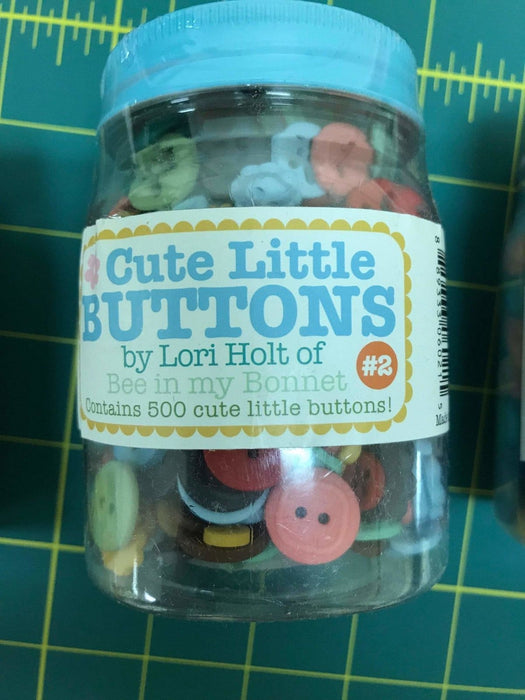 Cute Little
BUTTONS
by Lori Holt of
Bee in my Bonnet
#2
Contains 500 cute little buttons!